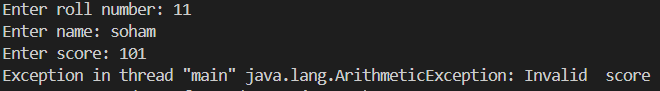 Enter roll number: 11
Enter name: soham
Enter score: 101
Exception in thread "main" java.lang.ArithmeticException: Invalid  score